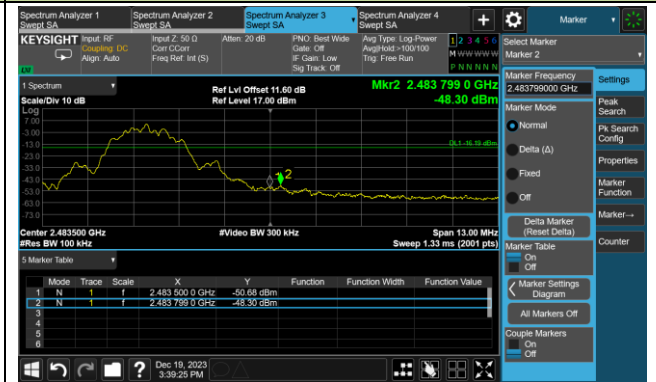 Spectrum Analyzer 1 Swept SA
Spectrum Analyzer 2 Swept SA
Spectrum Analyzer 3 Swept SA
Spectrum Analyzer 4 Swept SA
+
Marker
KEYSIGHT
Input: RF
Coupling: DC
Align: Auto
Input Z: 50 Ω
Corr CCorr
Freq Ref: Int (S)
Atten: 20 dB
PNO: Best Wide
Gate: Off
IF Gain: Low
Sig Track: Off
Avg Type: Log-Power
Avg|Hold:>100/100
Trig: Free Run
1 2 3 4 5 6
M W W W W W
P N N N N N
LXI
1 Spectrum
Scale/Div 10 dB
Log
Ref Lvl Offset 11.60 dB
Ref Level 17.00 dBm
Mkr2 2.483 799 0 GHz
-48.30 dBm
7.00
-3.00
-13.0
-23.0
-33.0
-43.0
-53.0
-63.0
-73.0
DL1 -16.19 dBm
1
2
Center 2.483500 GHz
#Res BW 100 kHz
#Video BW 300 kHz
Span 13.00 MHz
Sweep 1.33 ms (2001 pts)
5 Marker Table
Mode Trace Scale X Y Function Function Width Function Value
1 N 1 f 2.483 500 0 GHz -50.68 dBm
2 N 1 f 2.483 799 0 GHz -48.30 dBm
3
4
5
6
Select Marker
Marker 2
Marker Frequency
2.483799000 GHz
Marker Mode
Normal
Delta (Δ)
Fixed
Off
Delta Marker
(Reset Delta)
Marker Table
On
Off
Marker Settings
Diagram
All Markers Off
Couple Markers
On
Off
Settings
Peak
Search
Pk Search
Config
Properties
Marker
Function
Marker→
Counter
?
Dec 19, 2023
3:39:25 PM